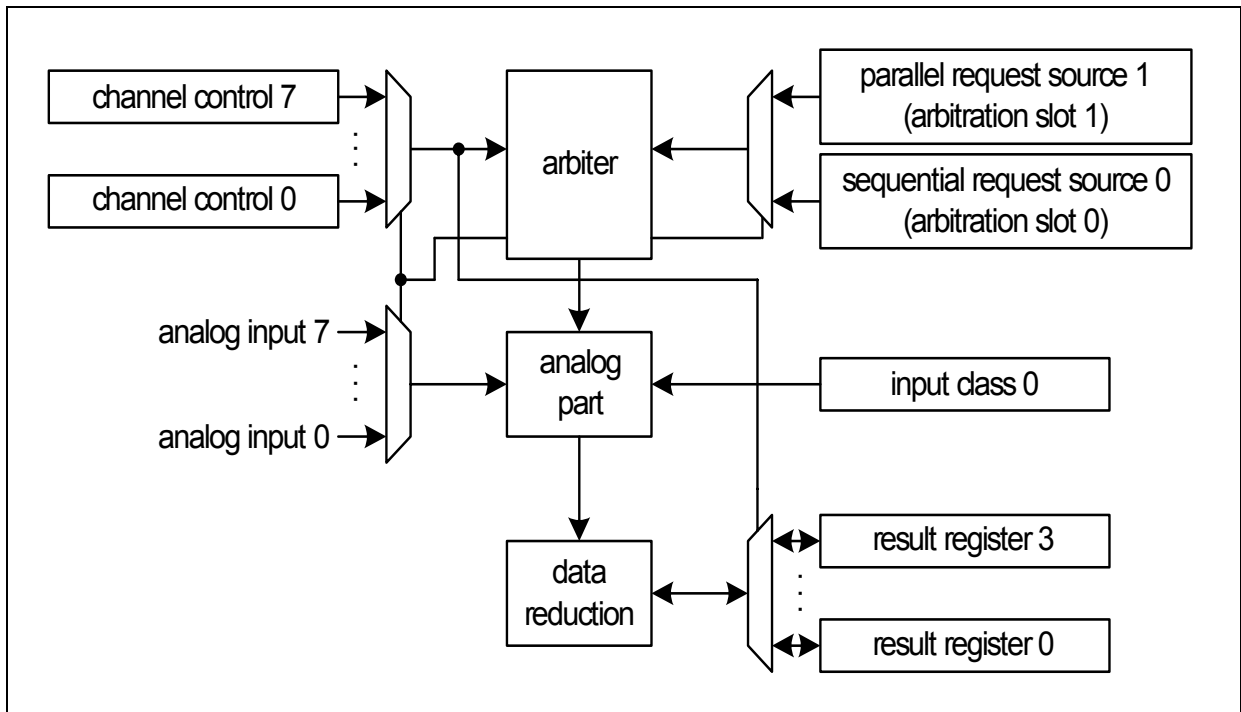 channel control 7
channel control 0
arbiter
parallel request source 1
(arbitration slot 1)
sequential request source 0
(arbitration slot 0)
analog input 7
analog input 0
analog
part
input class 0
data
reduction
result register 3
result register 0